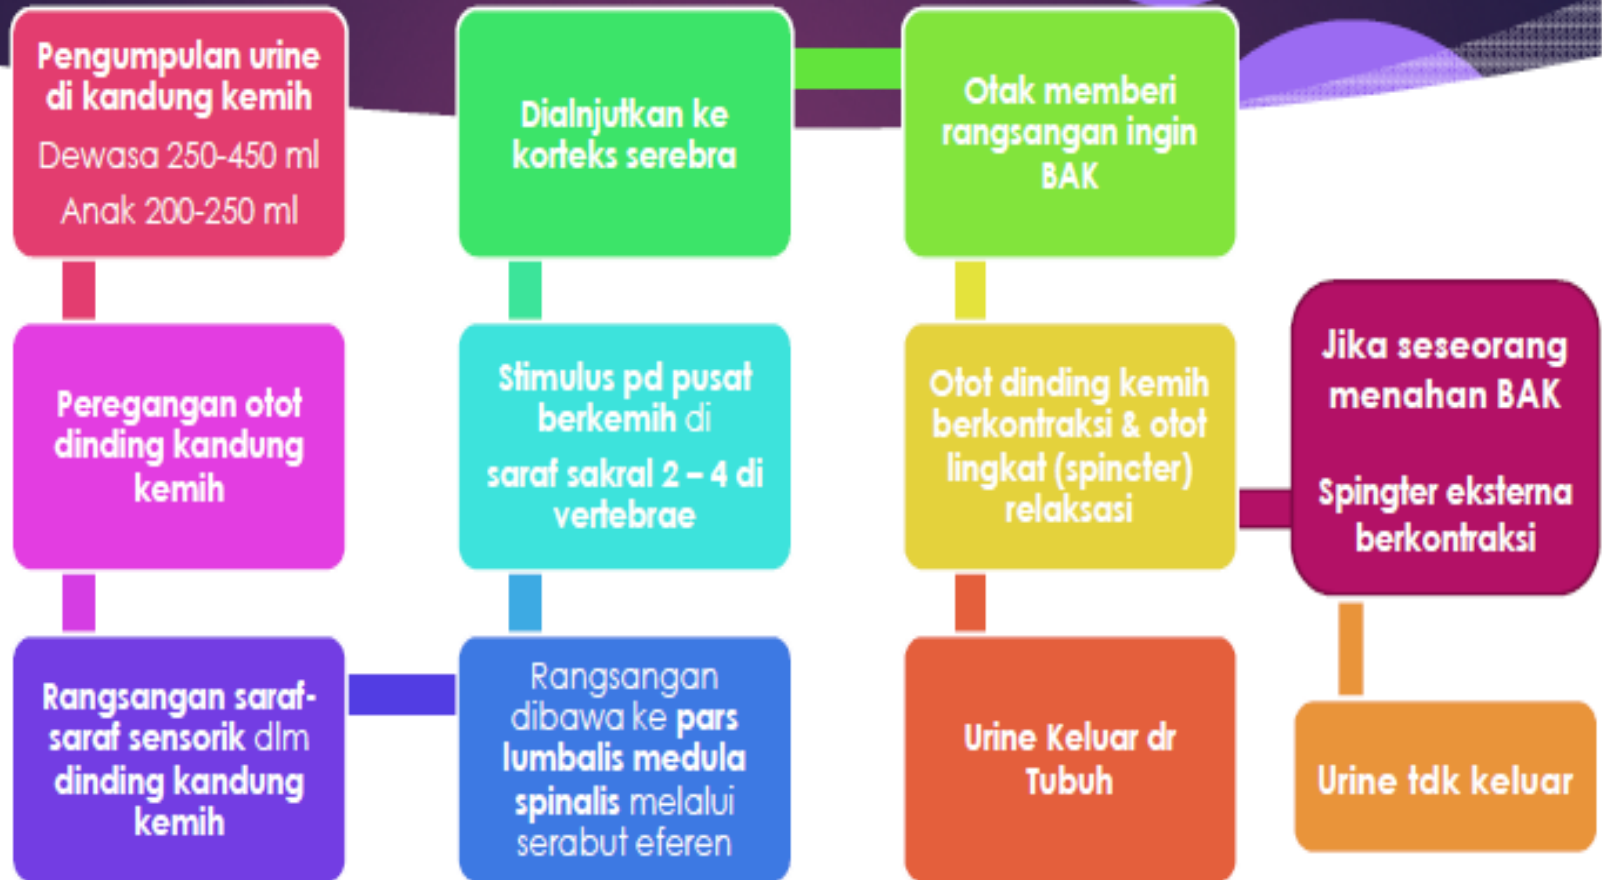 Pengumpulan urine
di kandung kemih
Dewasa 250-450 ml
Anak 200-250 ml
Peregangan otot
dinding kandung
kemih
Rangsangan saraf-
saraf sensorik dlm
dinding kandung
kemih
Rangsangan
dibawa ke pars
lumbalis medula
spinalis melalui
serabut eferen
Stimulus pd pusat
berkemih di
saraf sakral 2 – 4 di
vertebrae
Dialnjutkan ke
korteks serebra
Otak memberi
rangsangan ingin
BAK
Otot dinding kemih
berkontraksi & otot
lingkat (spincter)
relaksasi
Urine Keluar dr
Tubuh
Jika seseorang
menahan BAK
Spingter eksterna
berkontraksi
Urine tdk keluar